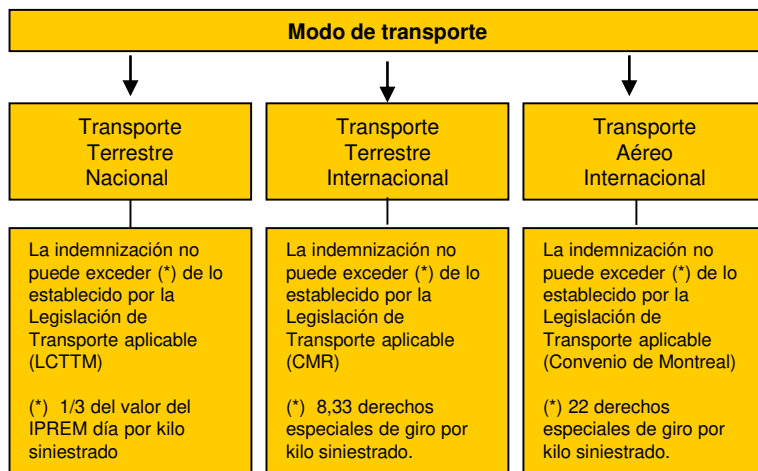 Modo de transporte
Transporte
Terrestre
Nacional
Transporte
Terrestre
Internacional
Transporte
Aéreo
Internacional
La indemnización no
puede exceder (*) de lo
establecido por la
Legislación de
Transporte aplicable
(LCTTM)
(*) 1/3 del valor del
IPREM día por kilo
siniestrado
La indemnización no
puede exceder (*) de lo
establecido por la
Legislación de
Transporte aplicable
(CMR)
(*) 8,33 derechos
especiales de giro por
kilo siniestrado.
La indemnización no
puede exceder (*) de lo
establecido por la
Legislación de
Transporte aplicable
(Convenio de Montreal)
(*) 22 derechos
especiales de giro por
kilo siniestrado.